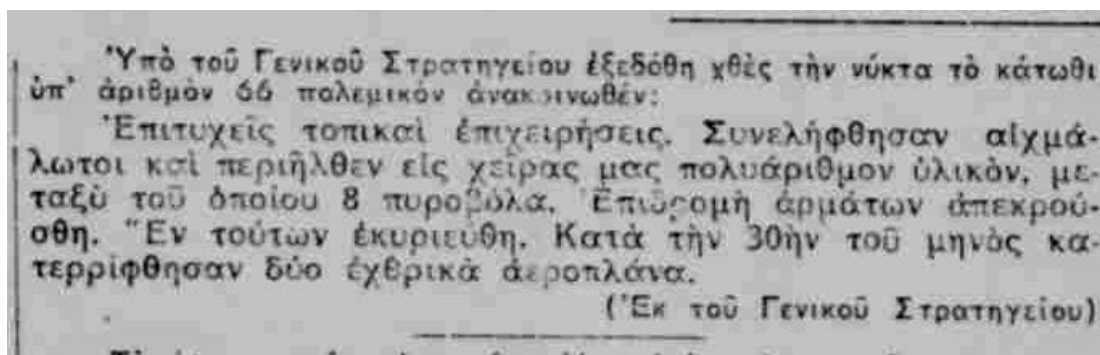 Ὑπὸ τοῦ Γενικοῦ Στρατηγείου ἐξεδόθη χθὲς τὴν νύκτα τὸ κάτωθι
ὑπ' ἀριθμὸν 66 πολεμικὸν ἀνακοινωθέν:
Ἐπιτυχεῖς τοπικαὶ ἐπιχειρήσεις. Συνελήφθησαν αἰχμά-
λωτοι καὶ περιῆλθεν εἰς χεῖρας μας πολυάριθμον ὑλικὸν, με-
ταξὺ τοῦ ὁποίου 8 πυροβόλα. Ἐπιδρομὴ ἁρμάτων ἀπεκρού-
σθη. Ἓν τούτων ἐκυριεύθη. Κατὰ τὴν 30ὴν τοῦ μηνὸς κα-
τερρίφθησαν δύο ἐχθρικὰ ἀεροπλάνα.
(Ἐκ τοῦ Γενικοῦ Στρατηγείου)